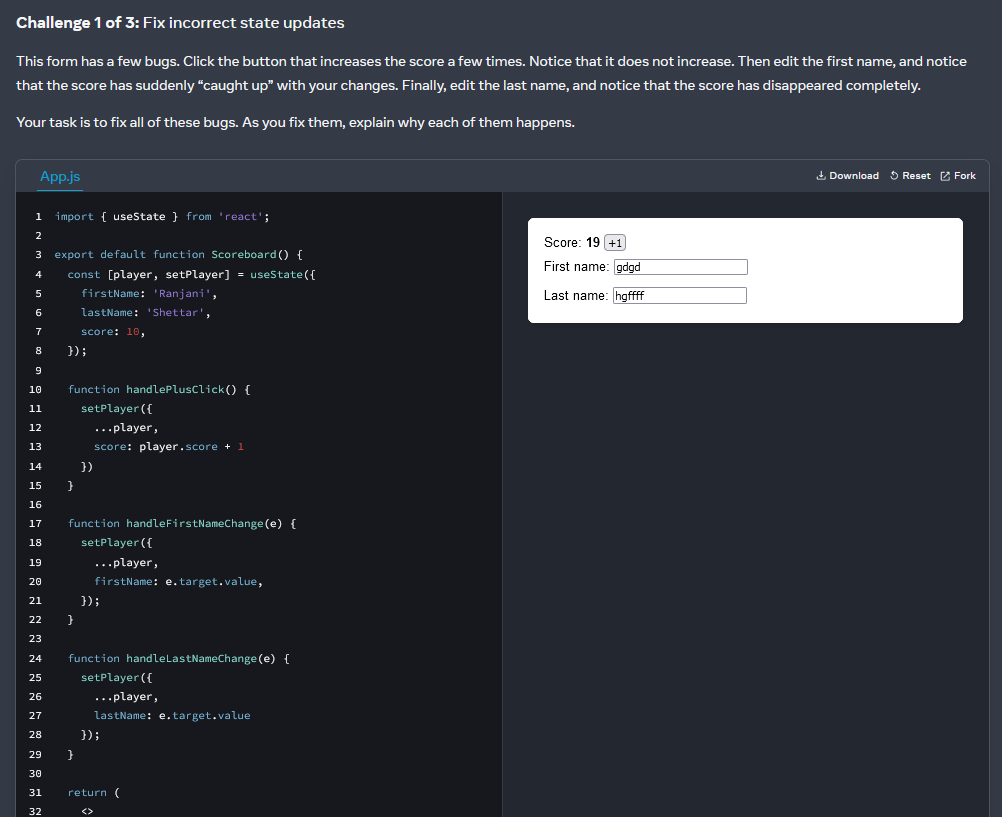 Challenge 1 of 3: Fix incorrect state updates
This form has a few bugs. Click the button that increases the score a few times. Notice that it does not increase. Then edit the first name, and notice
that the score has suddenly “caught up” with your changes. Finally, edit the last name, and notice that the score has disappeared completely.
Your task is to fix all of these bugs. As you fix them, explain why each of them happens.
App.js
Download Reset Fork
1 import { useState } from 'react';
2
3 export default function Scoreboard() {
4   const [player, setPlayer] = useState({
5     firstName: 'Ranjani',
6     lastName: 'Shettar',
7     score: 10,
8   });
9
10   function handlePlusClick() {
11     setPlayer({
12       ...player,
13       score: player.score + 1
14     })
15   }
16
17   function handleFirstNameChange(e) {
18     setPlayer({
19       ...player,
20       firstName: e.target.value,
21     });
22   }
23
24   function handleLastNameChange(e) {
25     setPlayer({
26       ...player,
27       lastName: e.target.value
28     });
29   }
30
31   return (
32     <>
Score: 19 +1
First name: gdgd
Last name: hgffff